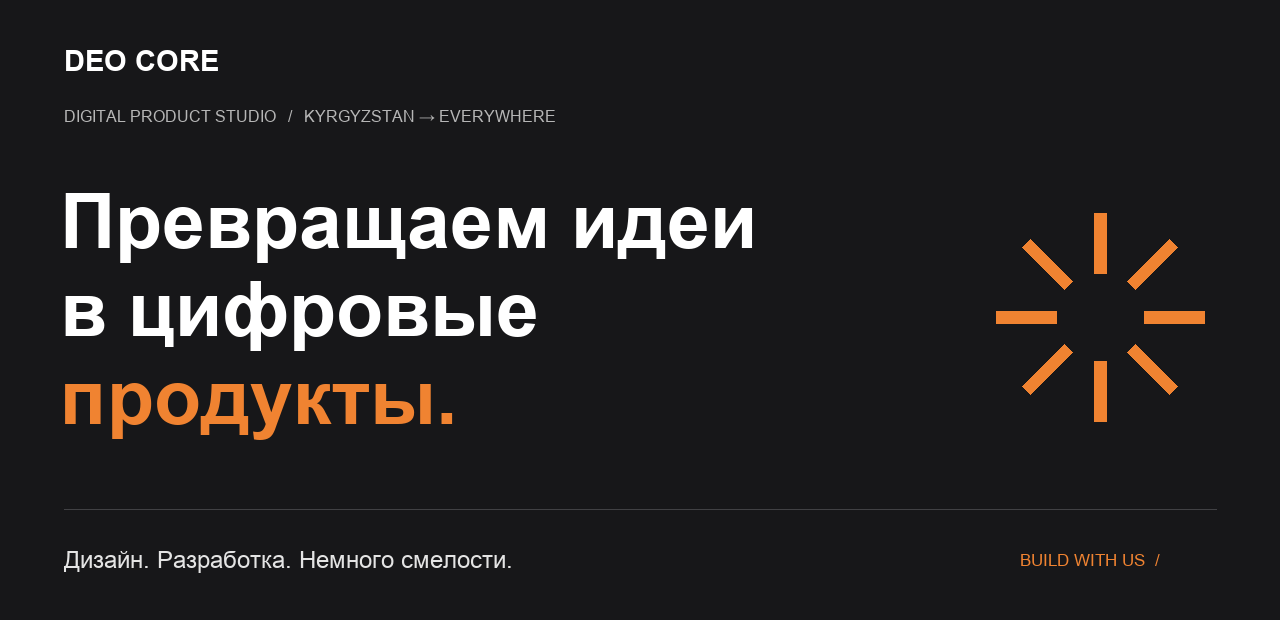 DEO CORE
DIGITAL PRODUCT STUDIO / KYRGYZSTAN → EVERYWHERE
Превращаем идеи
в цифровые
продукты.
Дизайн. Разработка. Немного смелости.
BUILD WITH US /